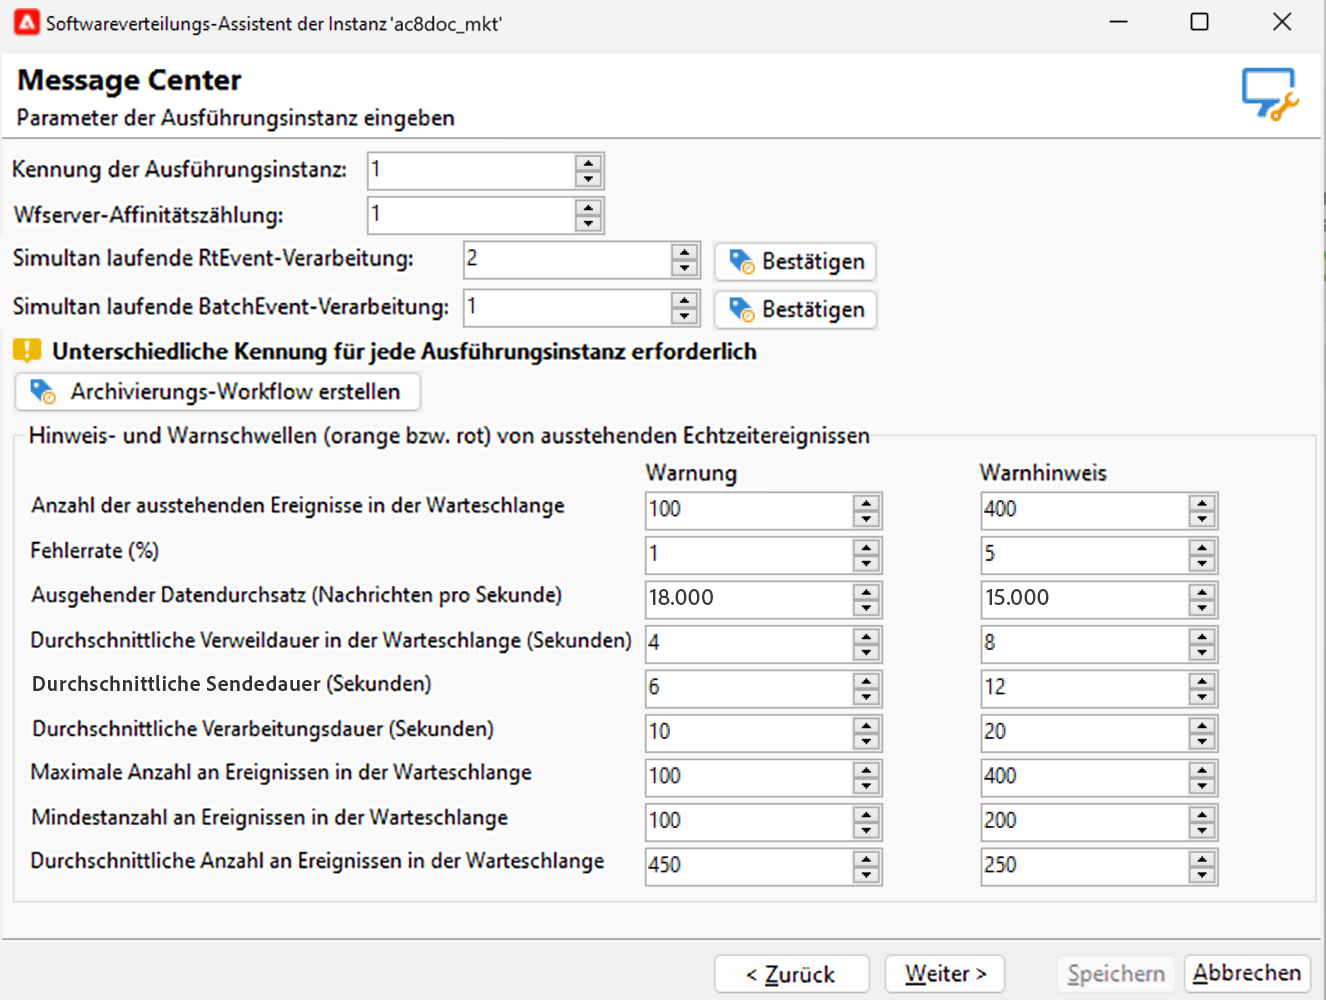 Softwareverteilungs-Assistent der Instanz 'ac8doc_mkt'
Message Center
Parameter der Ausführungsinstanz eingeben
Kennung der Ausführungsinstanz: 1
Wfserver-Affinitätszählung: 1
Simultan laufende RtEvent-Verarbeitung: 2 Bestätigen
Simultan laufende BatchEvent-Verarbeitung: 1 Bestätigen
Unterschiedliche Kennung für jede Ausführungsinstanz erforderlich
Archivierungs-Workflow erstellen
Hinweis- und Warnschwellen (orange bzw. rot) von ausstehenden Echtzeitereignissen
Warnung Warnhinweis
Anzahl der ausstehenden Ereignisse in der Warteschlange 100 400
Fehlerrate (%) 1 5
Ausgehender Datendurchsatz (Nachrichten pro Sekunde) 18.000 15.000
Durchschnittliche Verweildauer in der Warteschlange (Sekunden) 4 8
Durchschnittliche Sendedauer (Sekunden) 6 12
Durchschnittliche Verarbeitungsdauer (Sekunden) 10 20
Maximale Anzahl an Ereignissen in der Warteschlange 100 400
Mindestanzahl an Ereignissen in der Warteschlange 100 200
Durchschnittliche Anzahl an Ereignissen in der Warteschlange 450 250
< Zurück Weiter > Speichern Abbrechen